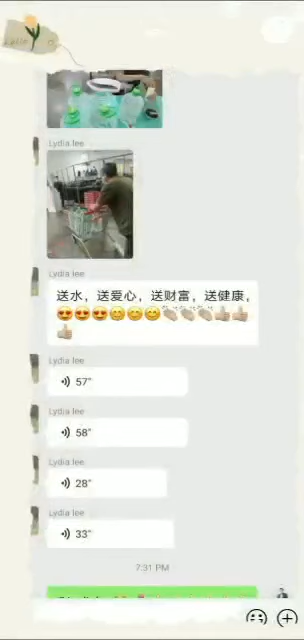 Lydia lee
Lydia lee
送水，送爱心，送财富，送健康，
😍😍😍😊😊😊👏🏼👏🏼👏🏼👍🏼👍🏼
👍🏼
Lydia lee
57"
Lydia lee
58"
Lydia lee
28"
Lydia lee
33"
7:31 PM